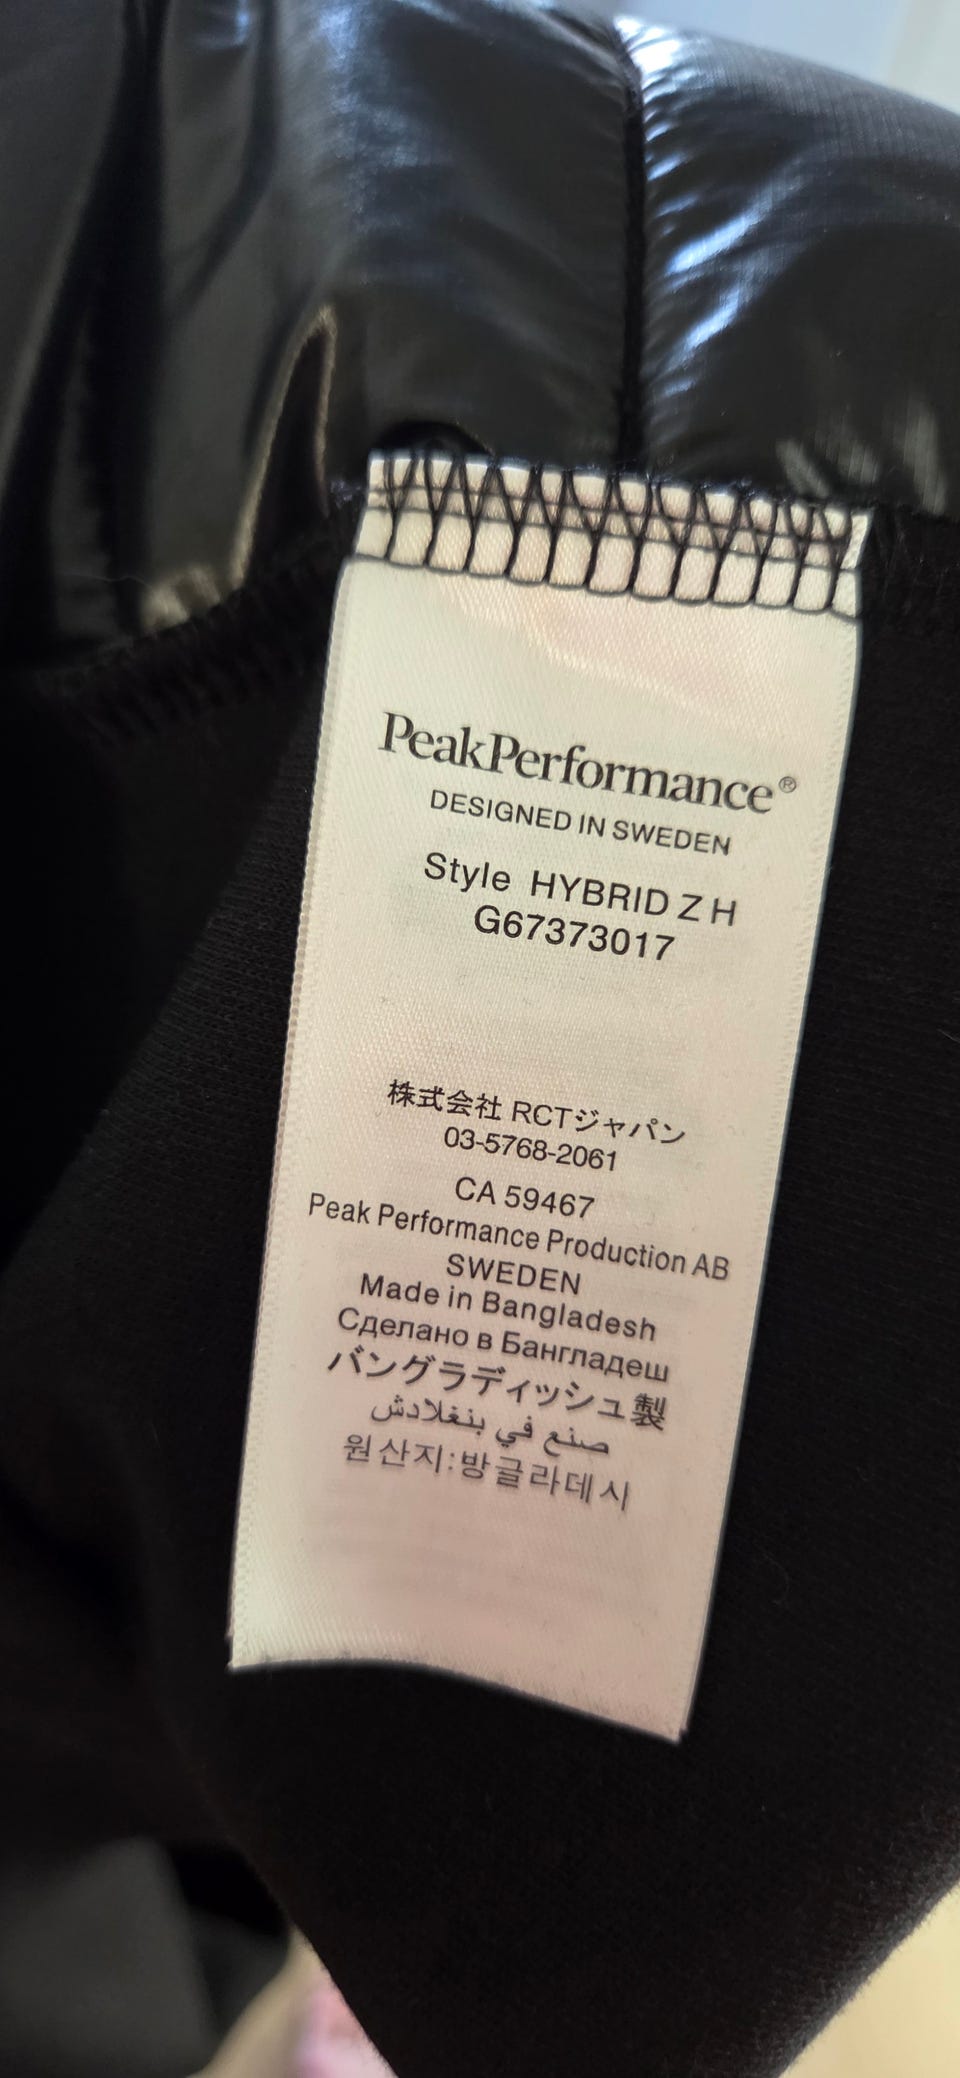 PeakPerformance®
DESIGNED IN SWEDEN
Style HYBRID Z H
G67373017
株式会社 RCTジャパン
03-5768-2061
CA 59467
Peak Performance Production AB
SWEDEN
Made in Bangladesh
Сделано в Бангладеш
バングラディッシュ製
صنع في بنغلادش
원산지:방글라데시